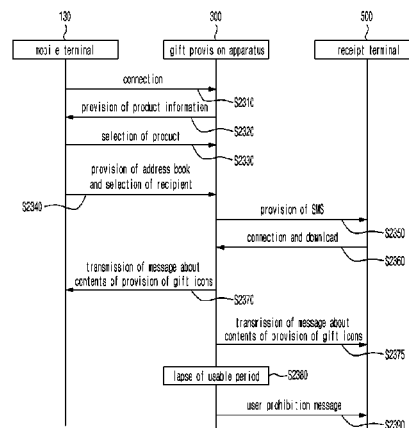 130
300
500
mobile terminal
gift provision apparatus
receipt terminal
connection
S2310
provision of product information
S2320
selection of product
S2330
provision of address book
and selection of recipient
S2340
provision of SMS
S2350
connection and download
S2360
transmission of message about
contents of provision of gift icons
S2370
transmission of message about
contents of provision of gift icons
S2375
lapse of usable period
S2380
user prohibition message
S2390